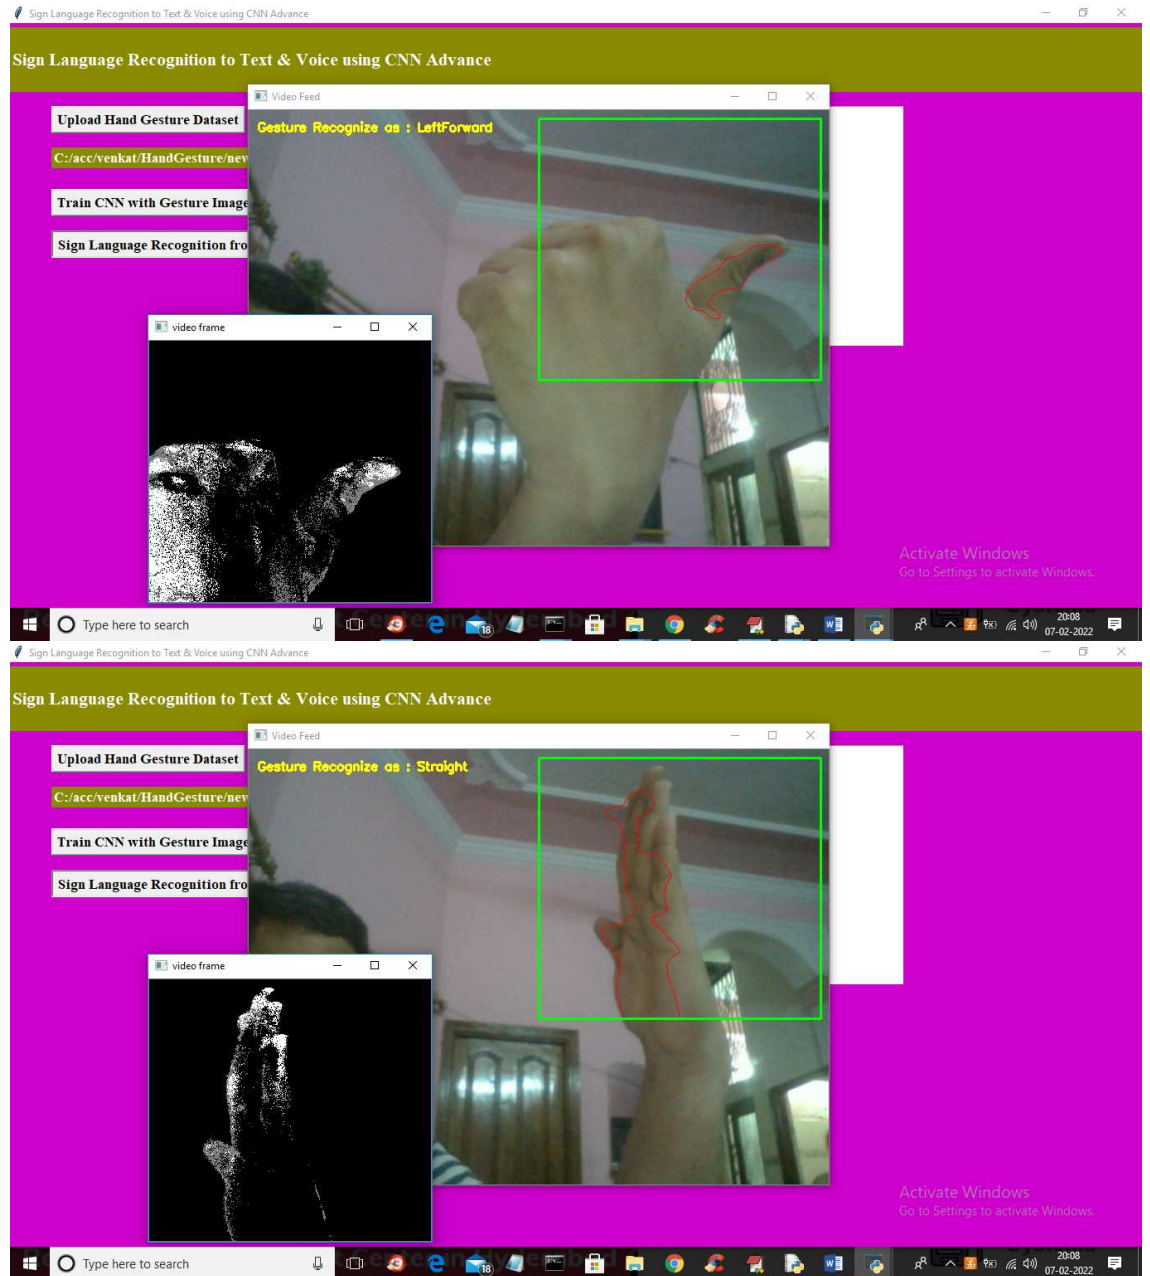 Sign Language Recognition to Text & Voice using CNN Advance
Sign Language Recognition to Text & Voice using CNN Advance
Video Feed
Upload Hand Gesture Dataset
Gesture Recognize as : LeftForward
C:/acc/venkat/HandGesture/new
Train CNN with Gesture Image
Sign Language Recognition fro
video frame
Activate Windows
Go to Settings to activate Windows.
Type here to search
18
20:08
07-02-2022
Sign Language Recognition to Text & Voice using CNN Advance
Sign Language Recognition to Text & Voice using CNN Advance
Video Feed
Upload Hand Gesture Dataset
Gesture Recognize as : Straight
C:/acc/venkat/HandGesture/new
Train CNN with Gesture Image
Sign Language Recognition fro
video frame
Activate Windows
Go to Settings to activate Windows.
Type here to search
18
20:08
07-02-2022